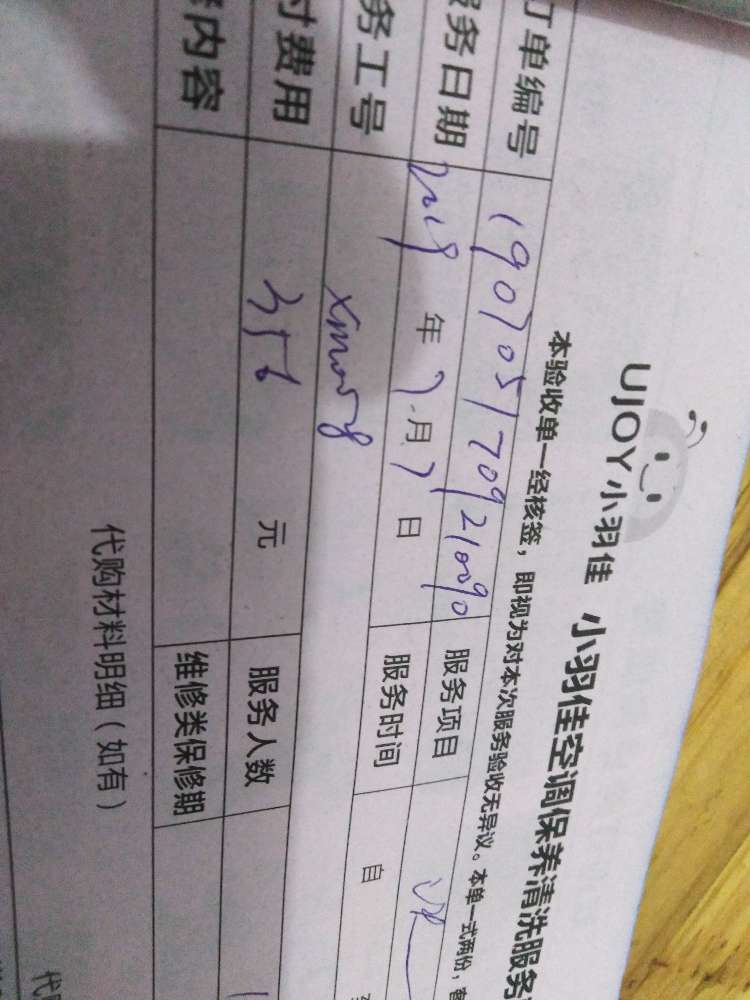 UJOY小羽佳 小羽佳空调保养清洗服务
本验收单一经核签，即视为对本次服务验收无异议。本单一式两份，
订单编号 190705170921009 服务项目
务日期 2019 年 7 月 7 日 服务时间 自
务工号 xm058
付费用 356 元 服务人数
内容 维修类保修期
代购材料明细（如有）